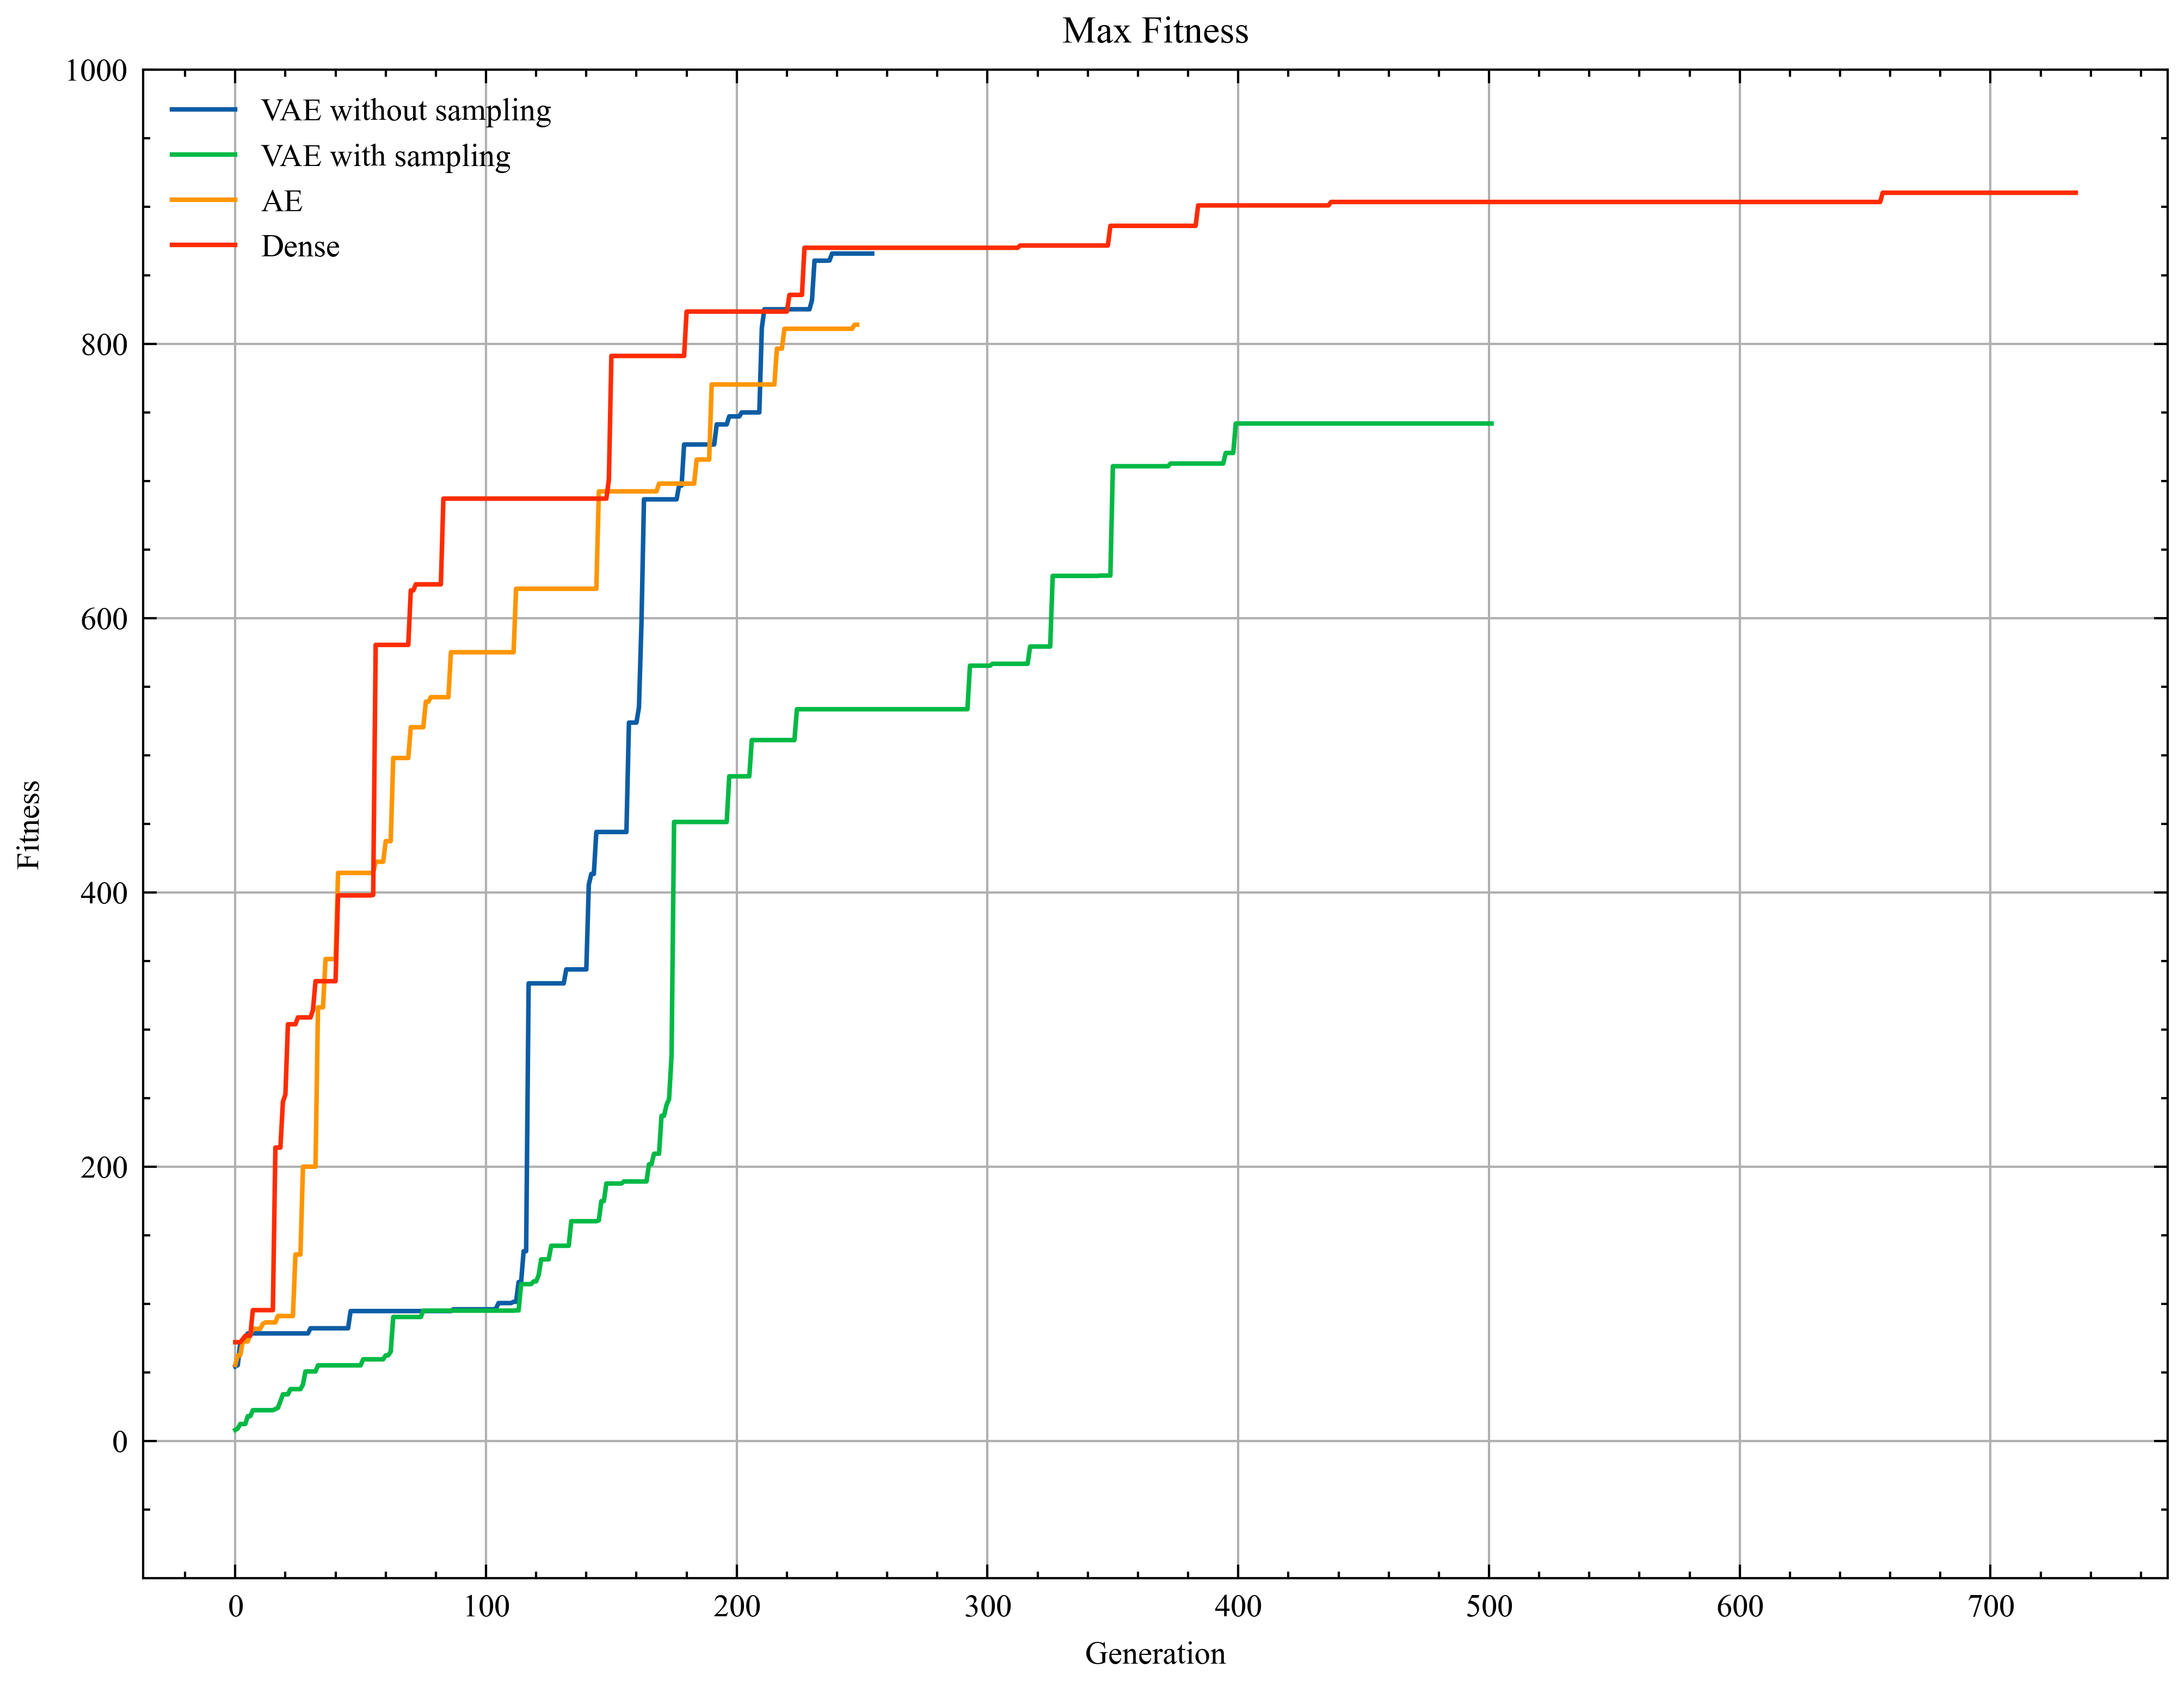 Max Fitness
1000
800
600
400
200
0
Fitness
VAE without sampling
VAE with sampling
AE
Dense
0 100 200 300 400 500 600 700
Generation